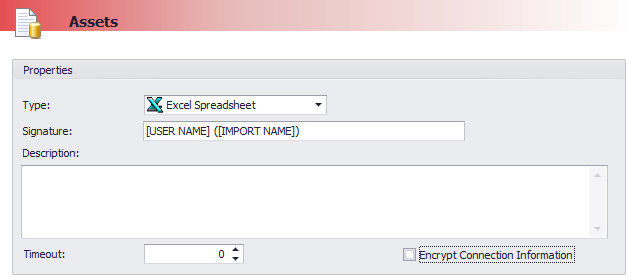 Assets
Properties
Type: Excel Spreadsheet
Signature: [USER NAME] ([IMPORT NAME])
Description:
Timeout: 0 Encrypt Connection Information